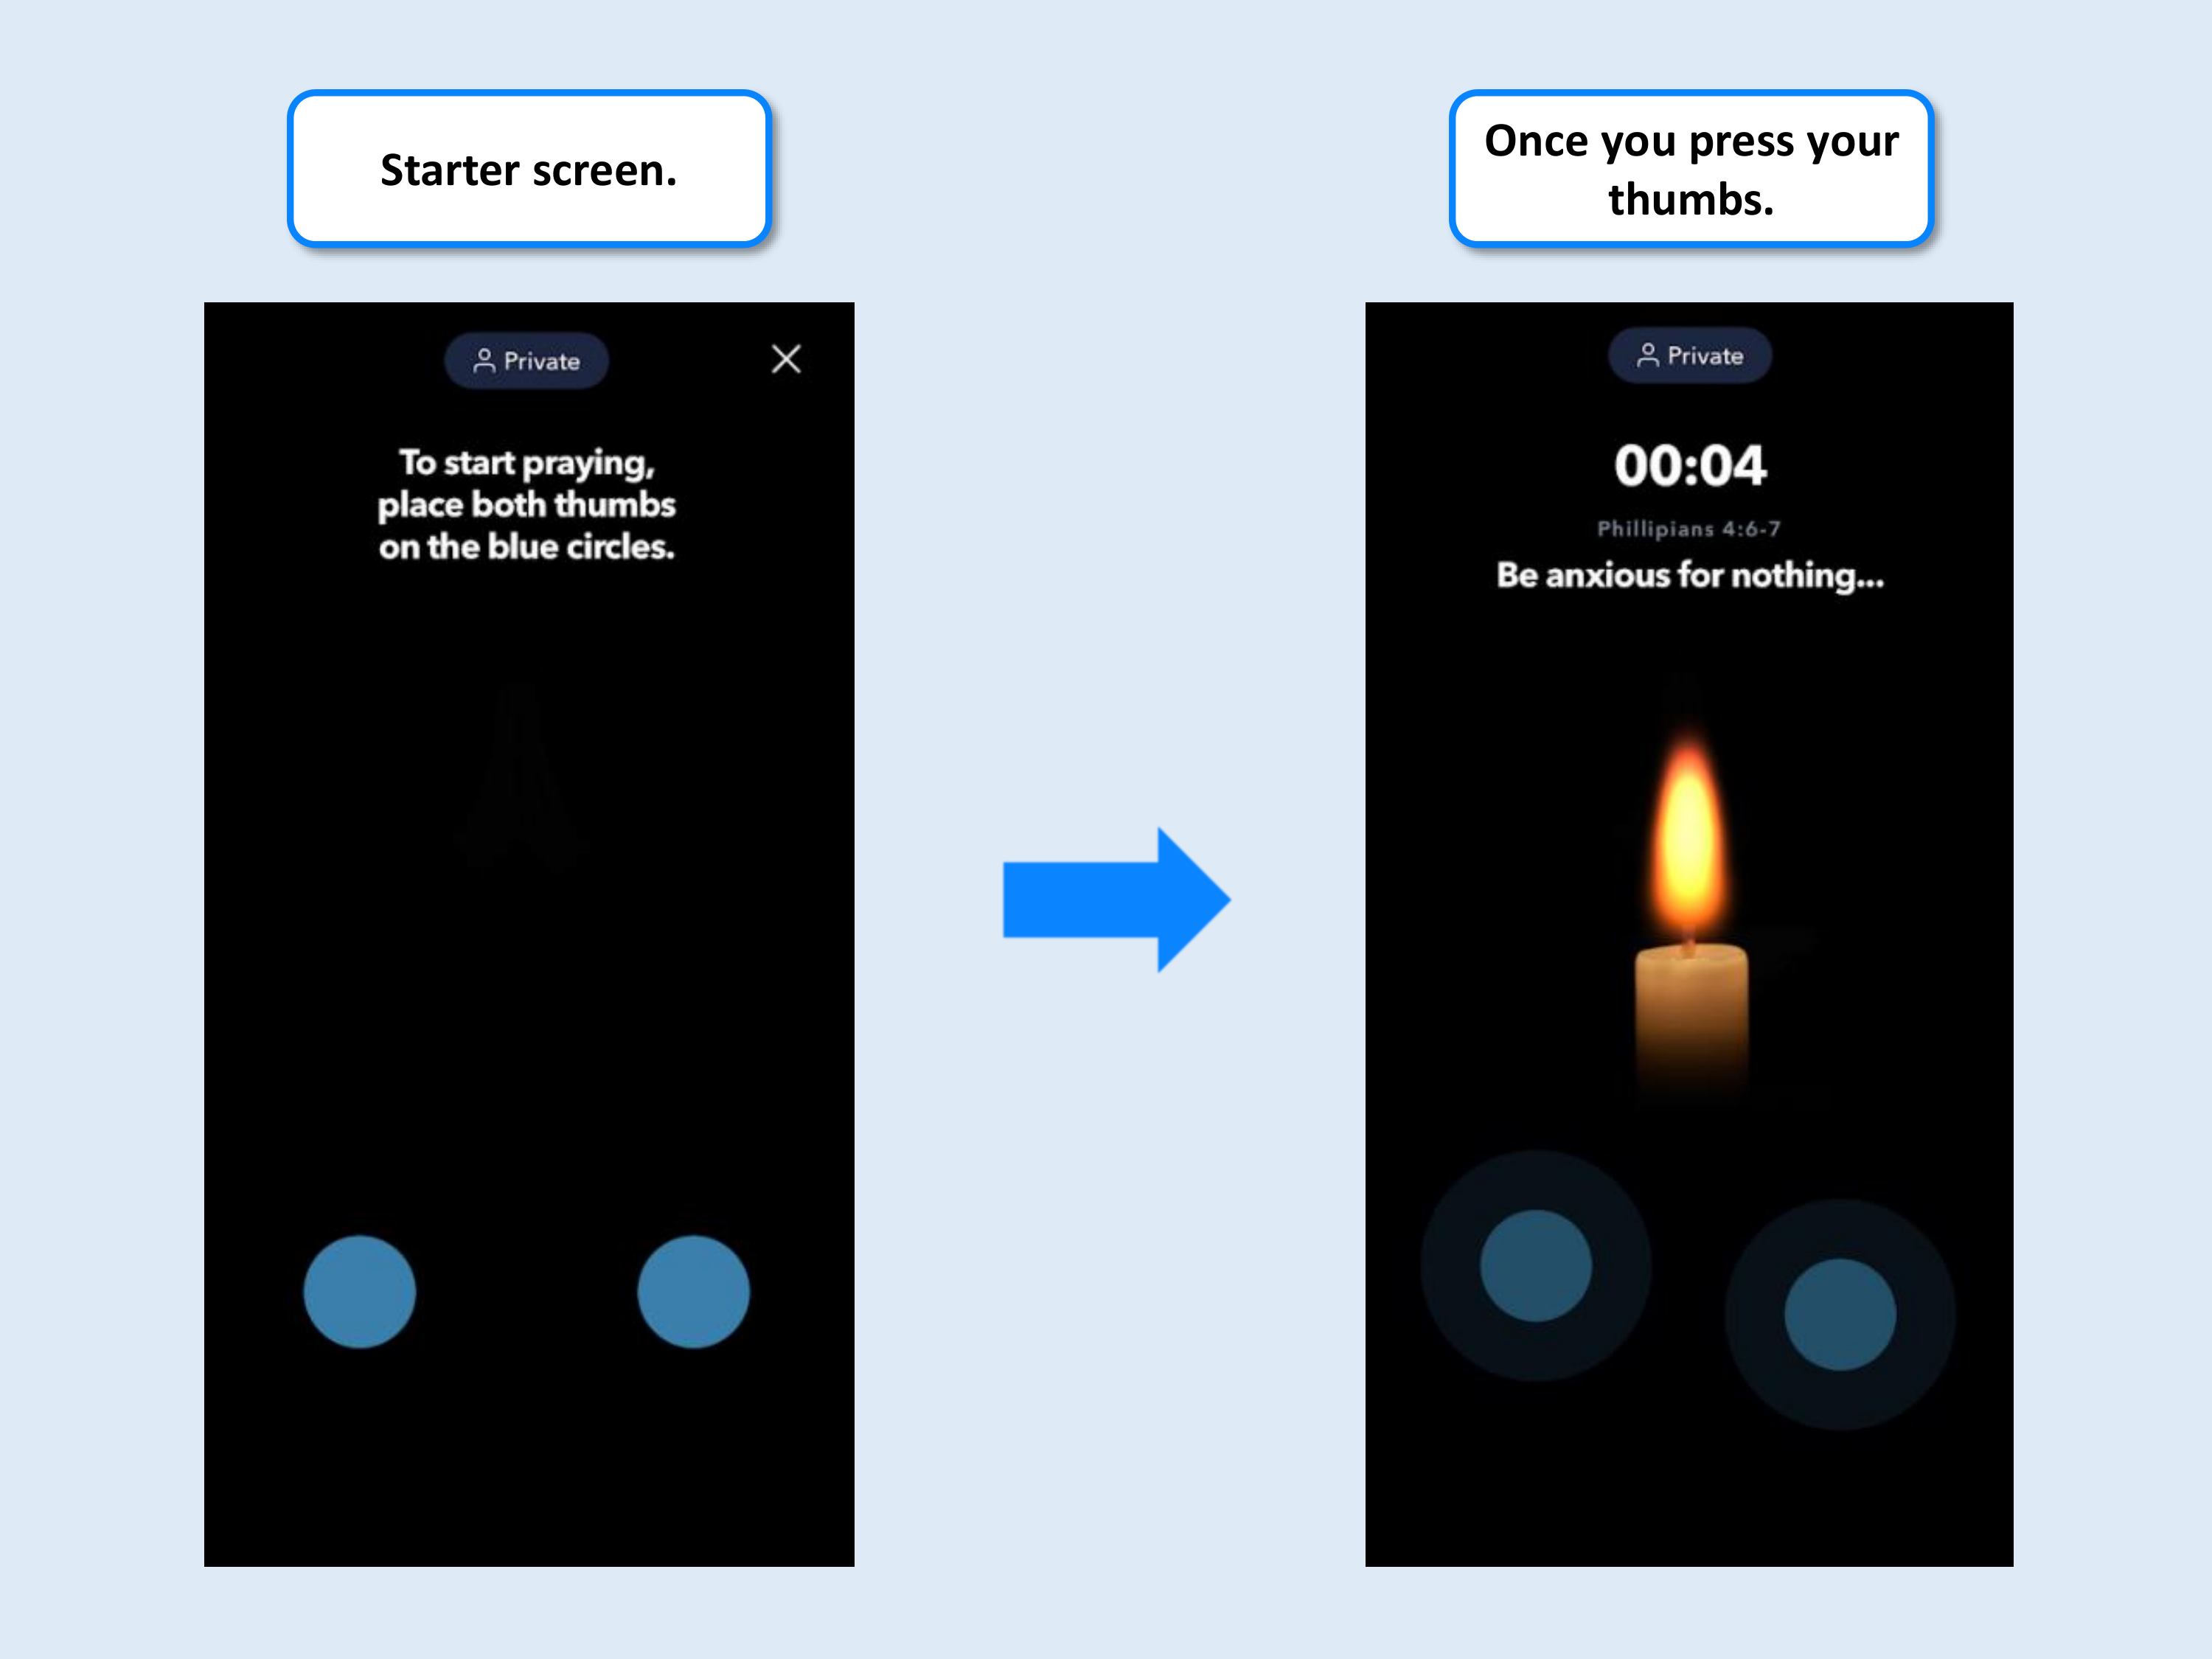 Starter screen.
Private
To start praying,
place both thumbs
on the blue circles.
Once you press your
thumbs.
Private
00:04
Phillipians 4:6-7
Be anxious for nothing...